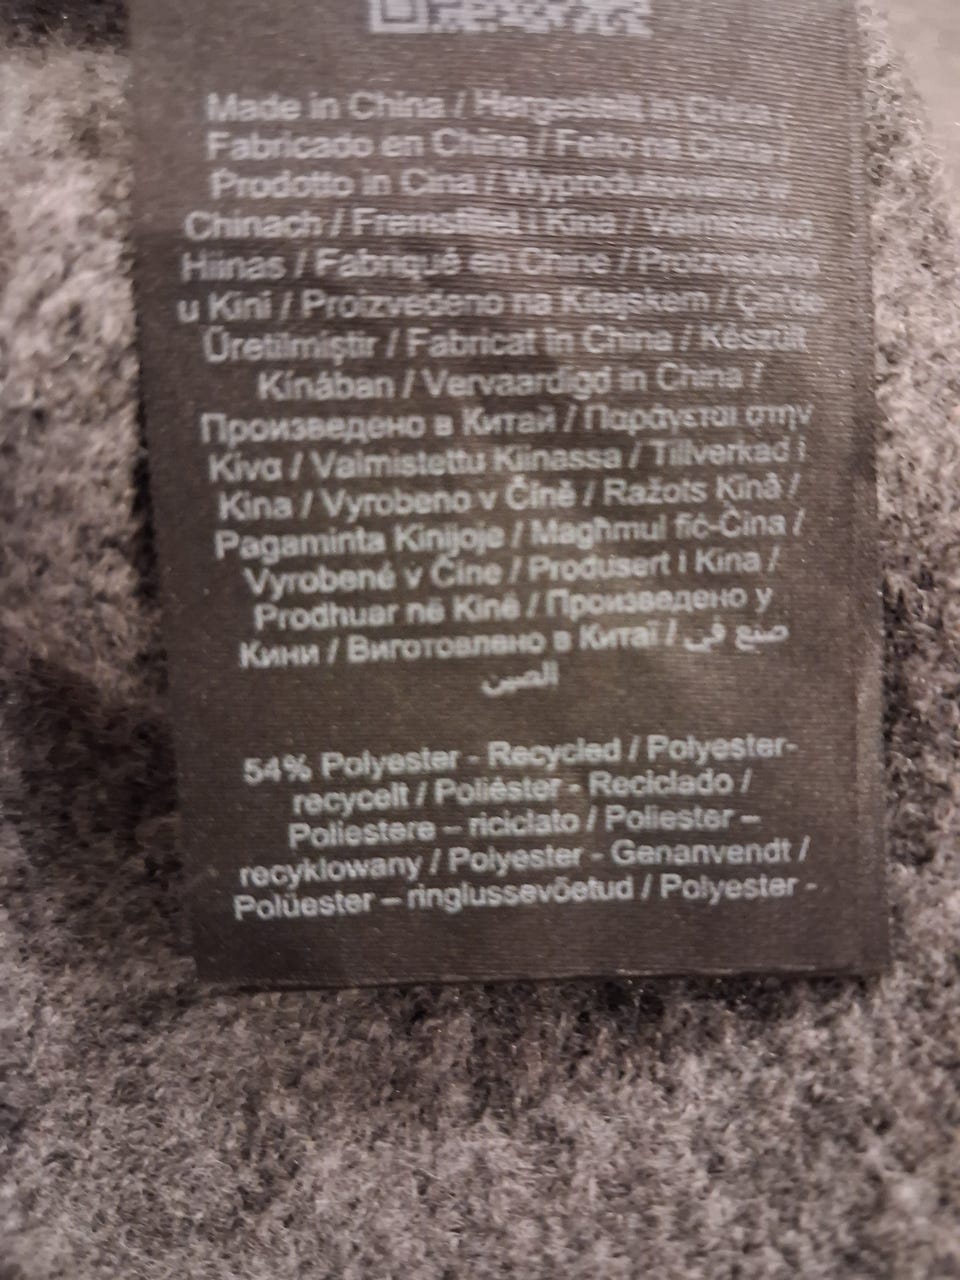 Made in China / Hergestellt in China /
Fabricado en China / Feito na China /
Prodotto in Cina / Wyprodukowano w
Chinach / Fremstillet i Kina / Valmistatud
Hiinas / Fabriqué en Chine / Proizvedeno
u Kini / Proizvedeno na Kitajskem / Çin'de
Üretilmiştir / Fabricat în China / Készült
Kínában / Vervaardigd in China /
Произведено в Китай / Παράγεται στην
Κίνα / Valmistettu Kiinassa / Tillverkad i
Kina / Vyrobeno v Číně / Ražots Ķīnā /
Pagaminta Kinijoje / Magħmul fiċ-Ċina /
Vyrobené v Číne / Produsert i Kina /
Prodhuar në Kinë / Произведено у
Кини / Виготовлено в Китаї / صنع في
الصين
54% Polyester - Recycled / Polyester-
recycelt / Poliéster - Reciclado /
Poliestere – riciclato / Poliester –
recyklowany / Polyester - Genanvendt /
Polüester – ringlussevõetud / Polyester -